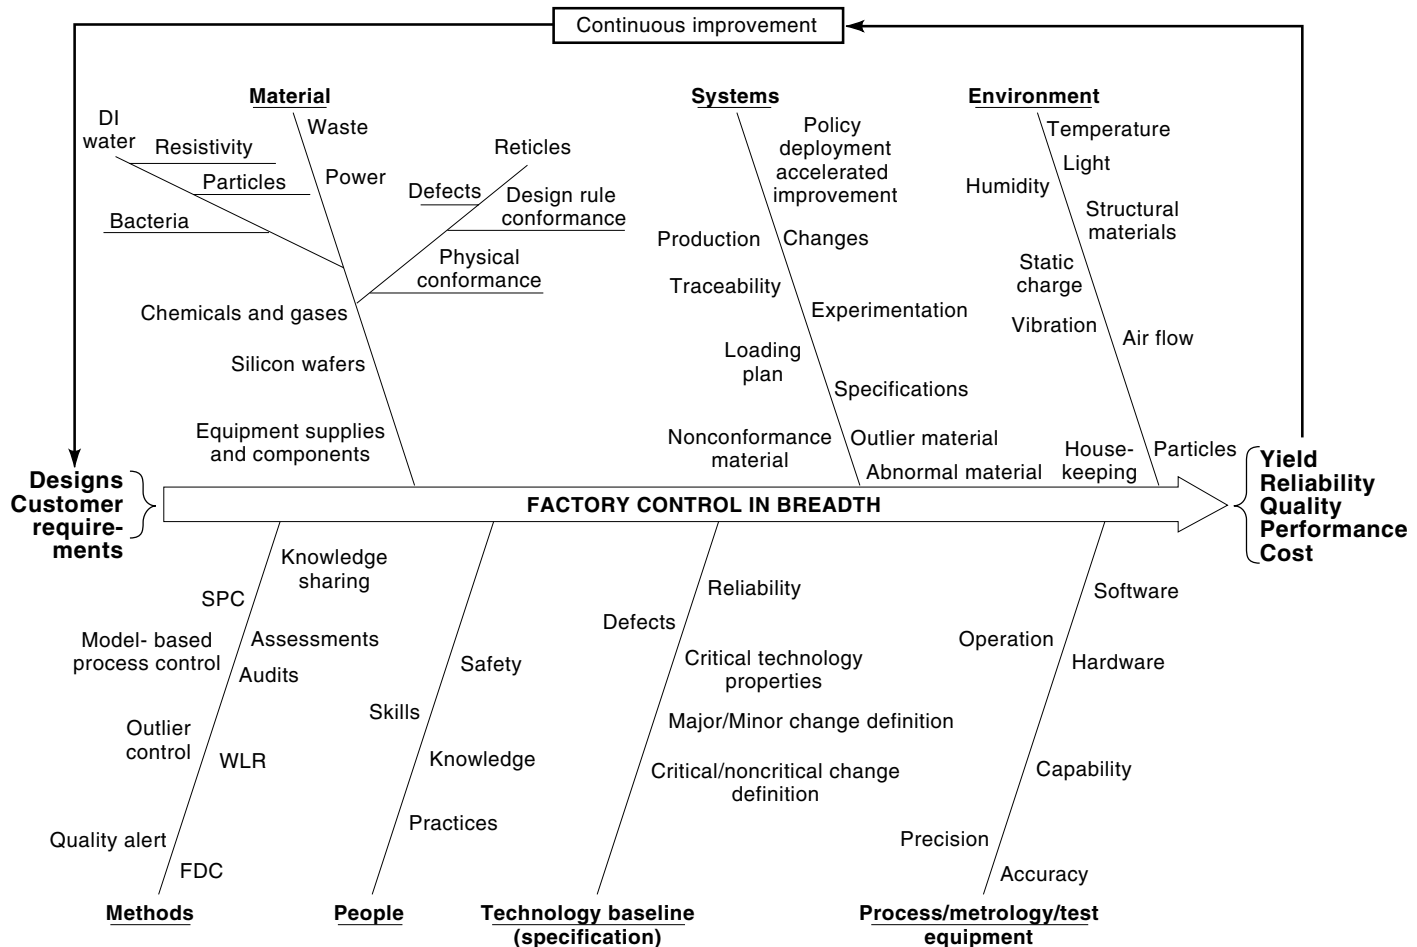 Continuous improvement
Material
DI
water
Resistivity
Particles
Bacteria
Waste
Power
Reticles
Defects
Design rule
conformance
Physical
conformance
Chemicals and gases
Silicon wafers
Equipment supplies
and components
Systems
Policy
deployment
accelerated
improvement
Production
Changes
Traceability
Experimentation
Loading
plan
Specifications
Nonconformance
material
Outlier material
Abnormal material
Environment
Temperature
Light
Humidity
Structural
materials
Static
charge
Vibration
Air flow
House-
keeping
Particles
Designs
Customer
require-
ments
FACTORY CONTROL IN BREADTH
Yield
Reliability
Quality
Performance
Cost
Knowledge
sharing
SPC
Model- based
process control
Assessments
Audits
Outlier
control
WLR
Quality alert
FDC
Methods
Safety
Skills
Knowledge
Practices
People
Reliability
Defects
Critical technology
properties
Major/Minor change definition
Critical/noncritical change
definition
Technology baseline
(specification)
Software
Operation
Hardware
Capability
Precision
Accuracy
Process/metrology/test
equipment